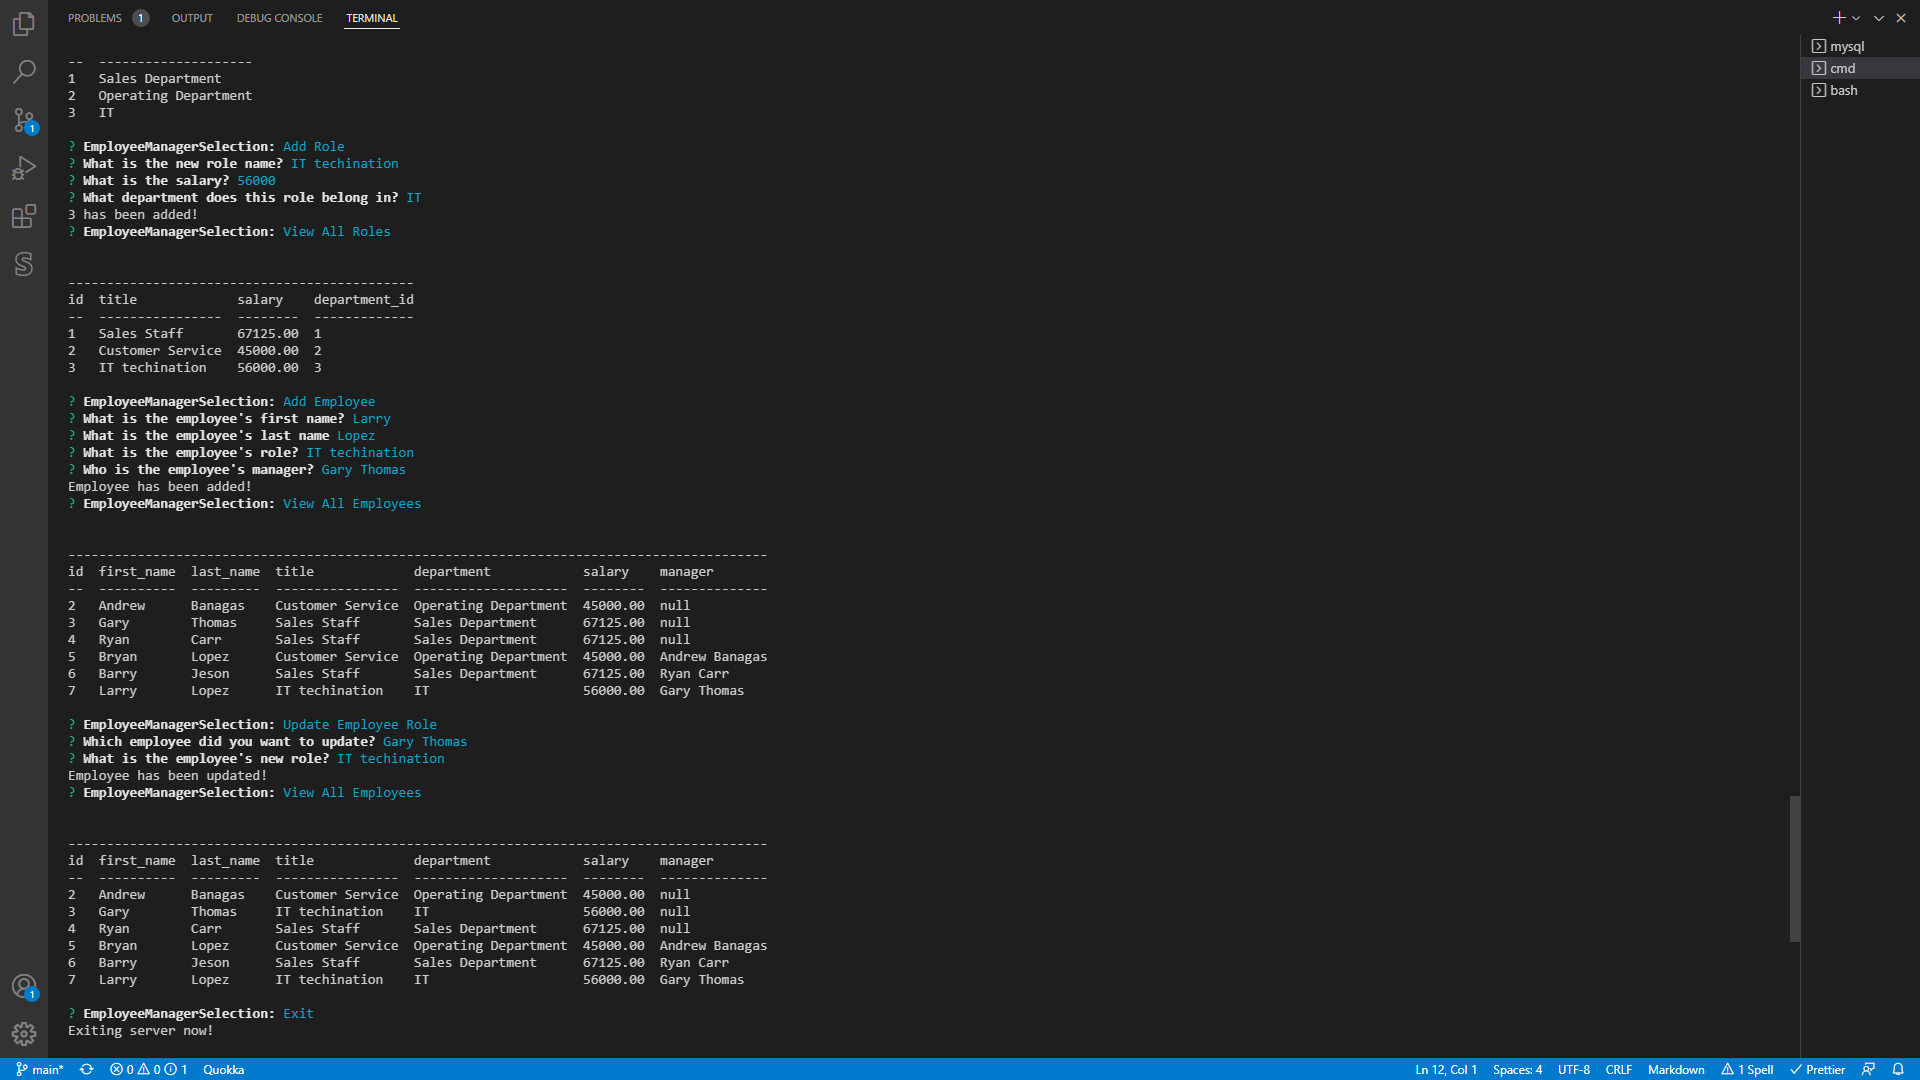 PROBLEMS 1 OUTPUT DEBUG CONSOLE TERMINAL
mysql
cmd
bash
-- --------------------
1 Sales Department
2 Operating Department
3 IT
? EmployeeManagerSelection: Add Role
? What is the new role name? IT techination
? What is the salary? 56000
? What department does this role belong in? IT
3 has been added!
? EmployeeManagerSelection: View All Roles
---------------------------------------------
id title salary department_id
-- ---------------- -------- -------------
1 Sales Staff 67125.00 1
2 Customer Service 45000.00 2
3 IT techination 56000.00 3
? EmployeeManagerSelection: Add Employee
? What is the employee's first name? Larry
? What is the employee's last name Lopez
? What is the employee's role? IT techination
? Who is the employee's manager? Gary Thomas
Employee has been added!
? EmployeeManagerSelection: View All Employees
-------------------------------------------------------------------------------------------
id first_name last_name title department salary manager
-- ---------- --------- ---------------- -------------------- -------- --------------
2 Andrew Banagas Customer Service Operating Department 45000.00 null
3 Gary Thomas Sales Staff Sales Department 67125.00 null
4 Ryan Carr Sales Staff Sales Department 67125.00 null
5 Bryan Lopez Customer Service Operating Department 45000.00 Andrew Banagas
6 Barry Jeson Sales Staff Sales Department 67125.00 Ryan Carr
7 Larry Lopez IT techination IT 56000.00 Gary Thomas
? EmployeeManagerSelection: Update Employee Role
? Which employee did you want to update? Gary Thomas
? What is the employee's new role? IT techination
Employee has been updated!
? EmployeeManagerSelection: View All Employees
-------------------------------------------------------------------------------------------
id first_name last_name title department salary manager
-- ---------- --------- ---------------- -------------------- -------- --------------
2 Andrew Banagas Customer Service Operating Department 45000.00 null
3 Gary Thomas IT techination IT 56000.00 null
4 Ryan Carr Sales Staff Sales Department 67125.00 null
5 Bryan Lopez Customer Service Operating Department 45000.00 Andrew Banagas
6 Barry Jeson Sales Staff Sales Department 67125.00 Ryan Carr
7 Larry Lopez IT techination IT 56000.00 Gary Thomas
? EmployeeManagerSelection: Exit
Exiting server now!
1
1
main* 0 0 1 Quokka Ln 12, Col 1 Spaces: 4 UTF-8 CRLF Markdown 1 Spell Prettier